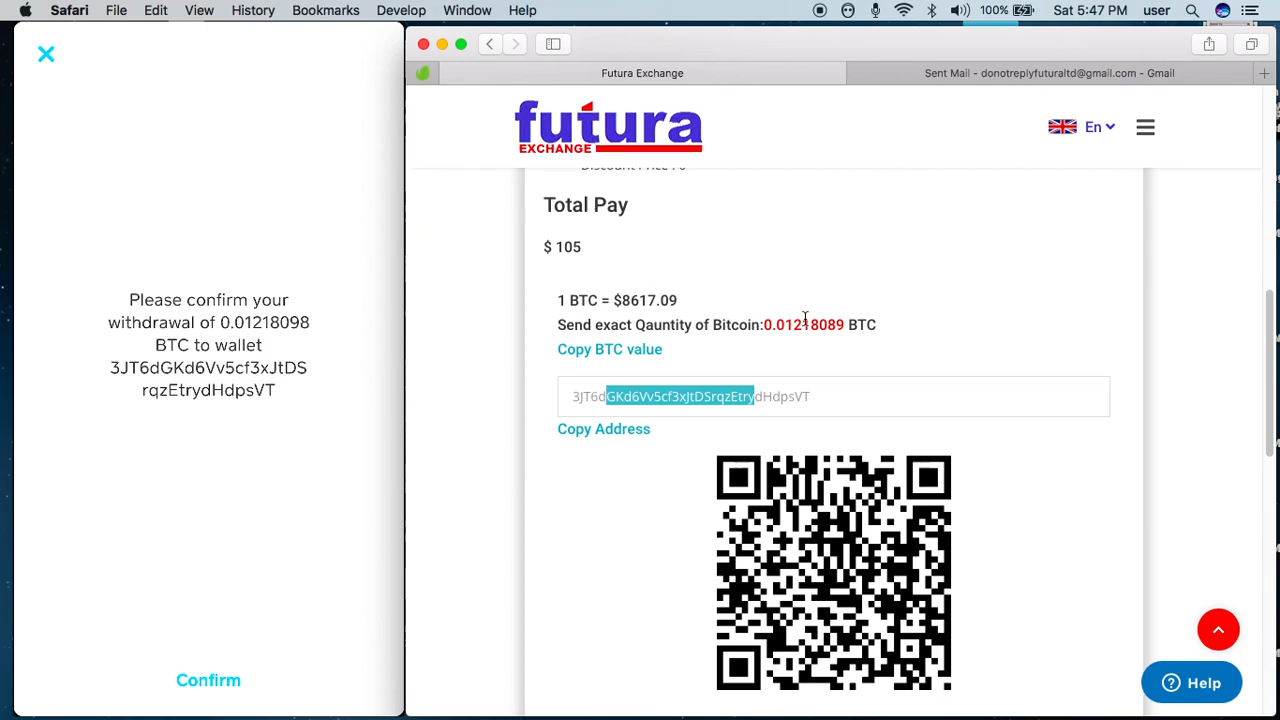 Safari File Edit View History Bookmarks Develop Window Help 100% Sat 5:47 PM user
Please confirm your
withdrawal of 0.01218098
BTC to wallet
3JT6dGKd6Vv5cf3xJtDS
rqzEtrydHdpsVT
Confirm
Futura Exchange
Sent Mail - donotreplyfuturaltd@gmail.com - Gmail
futura
EXCHANGE
En
Total Pay
$ 105
1 BTC = $8617.09
Send exact Qauntity of Bitcoin:0.01218089 BTC
Copy BTC value
3JT6dGKd6Vv5cf3xJtDSrqzEtrydHdpsVT
Copy Address
Help